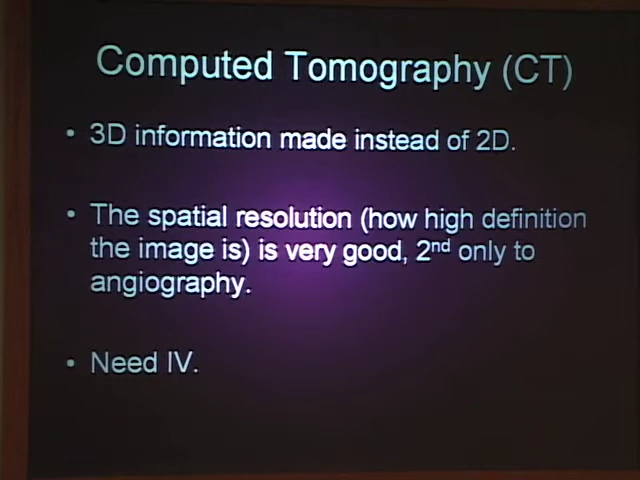 Computed Tomography (CT)
• 3D information made instead of 2D.
• The spatial resolution (how high definition
the image is) is very good, 2nd only to
angiography.
• Need IV.